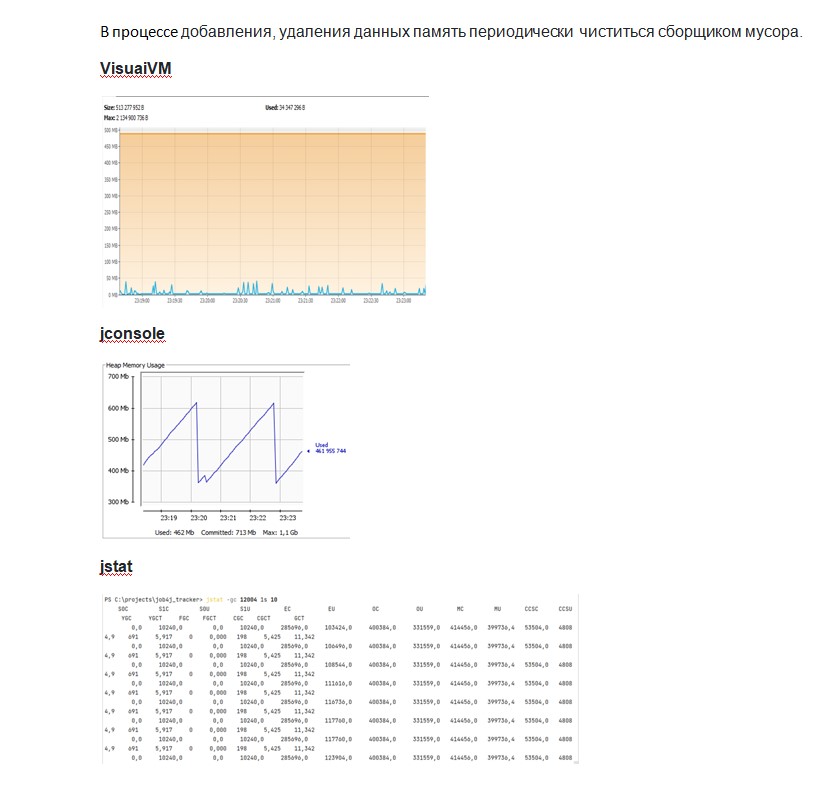 В процессе добавления, удаления данных память периодически чиститься сборщиком мусора.
VisuaiVM
Size: 513 277 952 B Used: 34 347 296 B
Max: 2 134 900 736 B
500 MB
450 MB
400 MB
350 MB
300 MB
250 MB
200 MB
150 MB
100 MB
50 MB
0 MB
23:19:00 23:19:30 23:20:00 23:20:30 23:21:00 23:21:30 23:22:00 23:22:30 23:23:00
jconsole
Heap Memory Usage
700 Mb
600 Mb
500 Mb
Used
461 955 744
400 Mb
300 Mb
23:19 23:20 23:21 23:22 23:23
Used: 462 Mb Committed: 713 Mb Max: 1,1 Gb
jstat
PS C:\projects\job4j_tracker> jstat -gc 12004 1s 10
S0C S1C S0U S1U EC EU OC OU MC MU CCSC CCSU
YGC YGCT FGC FGCT CGC CGCT GCT
0,0 10240,0 0,0 10240,0 285696,0 103424,0 400384,0 331559,0 414456,0 399736,4 53504,0 4808
4,9 691 5,917 0 0,000 198 5,425 11,342
0,0 10240,0 0,0 10240,0 285696,0 106496,0 400384,0 331559,0 414456,0 399736,4 53504,0 4808
4,9 691 5,917 0 0,000 198 5,425 11,342
0,0 10240,0 0,0 10240,0 285696,0 108544,0 400384,0 331559,0 414456,0 399736,4 53504,0 4808
4,9 691 5,917 0 0,000 198 5,425 11,342
0,0 10240,0 0,0 10240,0 285696,0 111616,0 400384,0 331559,0 414456,0 399736,4 53504,0 4808
4,9 691 5,917 0 0,000 198 5,425 11,342
0,0 10240,0 0,0 10240,0 285696,0 116736,0 400384,0 331559,0 414456,0 399736,4 53504,0 4808
4,9 691 5,917 0 0,000 198 5,425 11,342
0,0 10240,0 0,0 10240,0 285696,0 117760,0 400384,0 331559,0 414456,0 399736,4 53504,0 4808
4,9 691 5,917 0 0,000 198 5,425 11,342
0,0 10240,0 0,0 10240,0 285696,0 117760,0 400384,0 331559,0 414456,0 399736,4 53504,0 4808
4,9 691 5,917 0 0,000 198 5,425 11,342
0,0 10240,0 0,0 10240,0 285696,0 123904,0 400384,0 331559,0 414456,0 399736,4 53504,0 4808